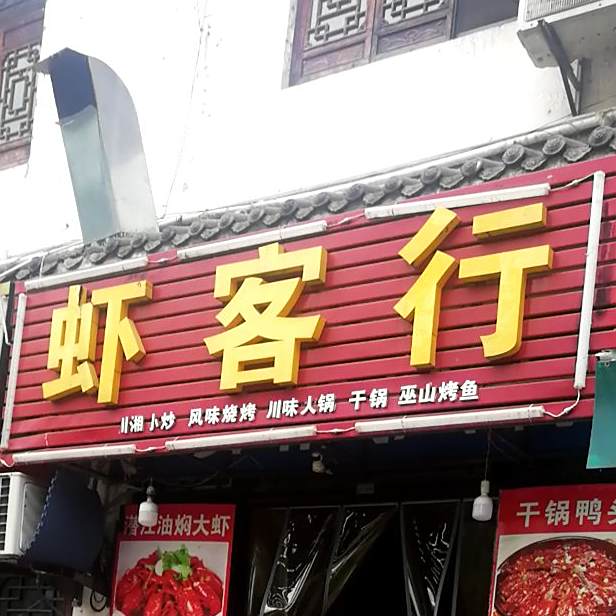 虾客行
川湘小炒 风味烧烤 川味火锅 干锅 巫山烤鱼
潜江油焖大虾
干锅鸭头